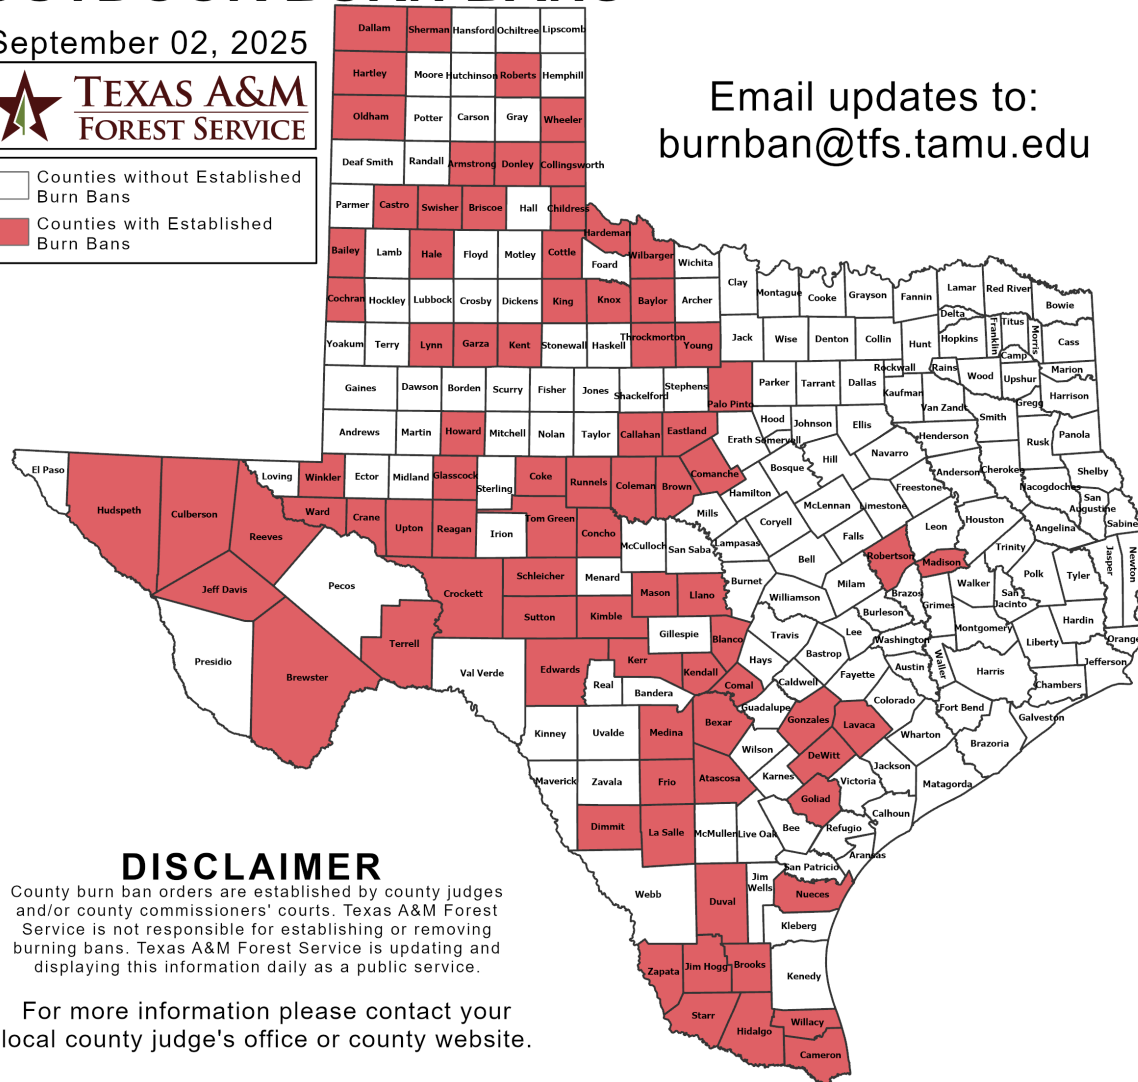 September 02, 2025
TEXAS A&M
FOREST SERVICE
Counties without Established
Burn Bans
Counties with Established
Burn Bans
Email updates to:
burnban@tfs.tamu.edu
Dallam Sherman Hansford Ochiltree Lipscomb
Hartley Moore Hutchinson Roberts Hemphill
Oldham Potter Carson Gray Wheeler
Deaf Smith Randall Armstrong Donley Collingsworth
Parmer Castro Swisher Briscoe Hall Childress
Hardeman
Bailey Lamb Hale Floyd Motley Cottle Foard Wilbarger Wichita
Clay Montague Cooke Grayson Fannin Lamar Red River Bowie
Cochran Hockley Lubbock Crosby Dickens King Knox Baylor Archer
Delta Franklin Titus Morris
Yoakum Terry Lynn Garza Kent Stonewall Haskell Throckmorton Young Jack Wise Denton Collin Hunt Hopkins Camp Cass
Rockwall Rains Wood Upshur Marion
Gaines Dawson Borden Scurry Fisher Jones Shackelford Stephens Palo Pinto Parker Tarrant Dallas Kaufman Van Zandt Gregg Harrison
Andrews Martin Howard Mitchell Nolan Taylor Callahan Eastland Erath Hood Somervell Johnson Ellis Henderson Smith Rusk Panola
El Paso Hudspeth Culberson Loving Winkler Ector Midland Glasscock Sterling Coke Runnels Coleman Brown Comanche Bosque Hill Navarro Anderson Cherokee Nacogdoches Shelby
Reeves Ward Crane Upton Reagan Irion Tom Green Concho McCulloch San Saba Mills Hamilton Coryell McLennan Limestone Freestone Leon Houston Angelina San
Augustine Sabine
Lampasas Bell Falls Robertson Madison Trinity Jasper Newton
Jeff Davis Pecos Crockett Schleicher Menard Mason Llano Burnet Williamson Milam Brazos Grimes Walker San
Jacinto Polk Tyler
Sutton Kimble Gillespie Blanco Travis Lee Burleson Washington Montgomery Liberty Hardin Orange
Presidio Brewster Terrell Val Verde Edwards Real Kerr Bandera Kendall Comal Hays Caldwell Bastrop Fayette Austin Waller Harris Chambers Jefferson
Kinney Uvalde Medina Bexar Guadalupe Gonzales Lavaca Colorado Fort Bend Galveston
Wilson DeWitt Wharton Brazoria
Maverick Zavala Frio Atascosa Karnes Goliad Victoria Jackson Matagorda
Dimmit La Salle McMullen Live Oak Bee Refugio Calhoun
Aransas
San Patricio
Webb Duval Jim
Wells Nueces
Kleberg
Zapata Jim Hogg Brooks Kenedy
Starr Hidalgo Willacy
Cameron
DISCLAIMER
County burn ban orders are established by county judges
and/or county commissioners' courts. Texas A&M Forest
Service is not responsible for establishing or removing
burning bans. Texas A&M Forest Service is updating and
displaying this information daily as a public service.
For more information please contact your
local county judge's office or county website.